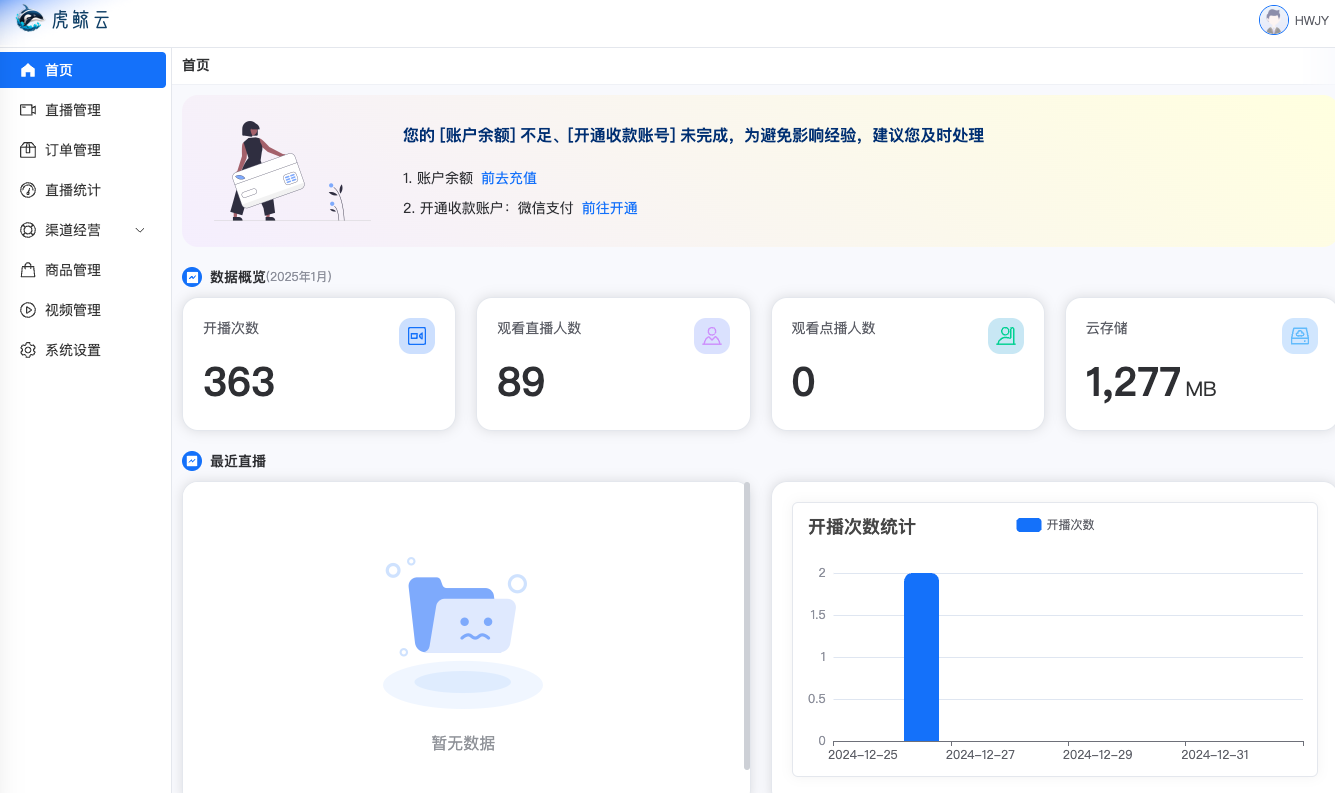 虎鲸云
HWJY
首页
直播管理
订单管理
直播统计
渠道经营
商品管理
视频管理
系统设置
首页
您的 [账户余额] 不足、[开通收款账号] 未完成，为避免影响经验，建议您及时处理
1. 账户余额 前去充值
2. 开通收款账户：微信支付 前往开通
数据概览(2025年1月)
开播次数
363
观看直播人数
89
观看点播人数
0
云存储
1,277 MB
最近直播
暂无数据
开播次数统计
开播次数
2
1.5
1
0.5
0
2024-12-25 2024-12-27 2024-12-29 2024-12-31